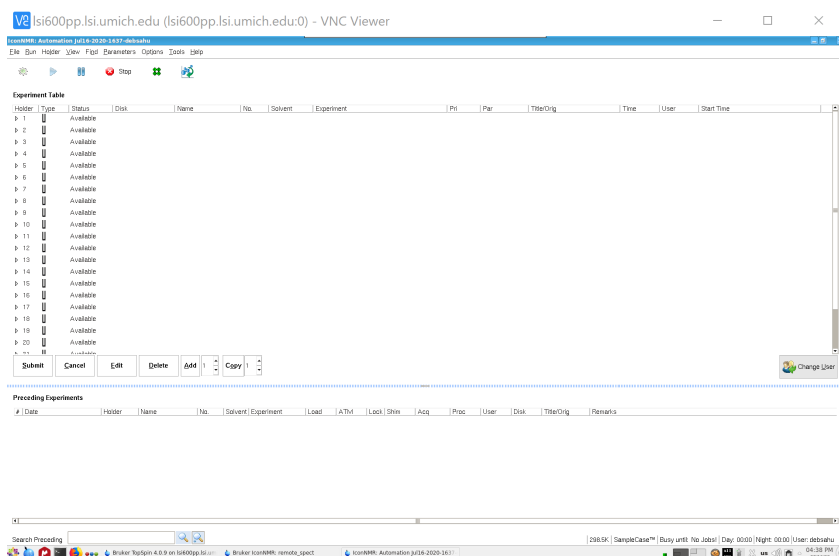 lsi600pp.lsi.umich.edu (lsi600pp.lsi.umich.edu:0) - VNC Viewer
IconNMR: Automation Jul16-2020-1637-debsahu
File Run Holder View Find Parameters Options Tools Help
Stop
Experiment Table
Holder Type Status Disk Name No. Solvent Experiment Pri Par Title/Orig Time User Start Time
1 Available
2 Available
3 Available
4 Available
5 Available
6 Available
7 Available
8 Available
9 Available
10 Available
11 Available
12 Available
13 Available
14 Available
15 Available
16 Available
17 Available
18 Available
19 Available
20 Available
21 Available
Submit Cancel Edit Delete Add 1 Copy 1 Change User
Preceding Experiments
# Date Holder Name No. Solvent Experiment Load ATM Lock Shim Acq Proc User Disk Title/Orig Remarks
Search Preceding 298.5K SampleCase™ Busy until No Jobs! Day: 00:00 Night: 00:00 User: debsahu
Bruker TopSpin 4.0.9 on lsi600pp.lsi.um Bruker IconNMR: remote_spect IconNMR: Automation Jul16-2020-163 us 04:38 PM